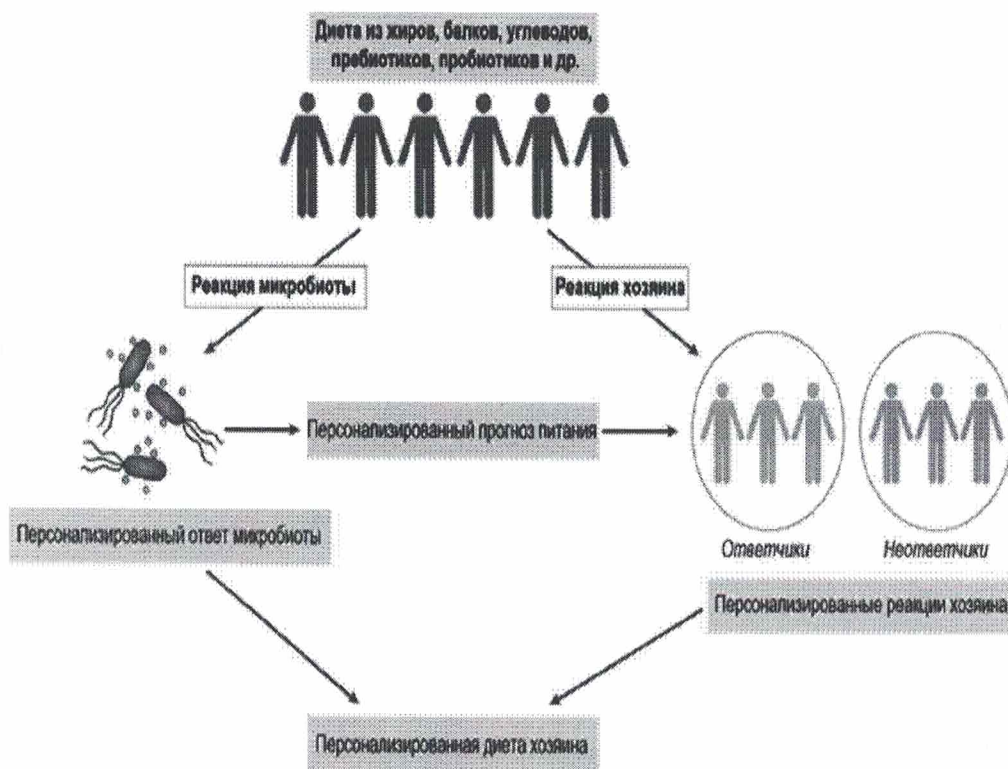 Диета из жиров, белков, углеводов,
пребиотиков, пробиотиков и др.
Реакция микробиоты
Реакция хозяина
Персонализированный прогноз питания
Персонализированный ответ микробиоты
Ответчики
Неответчики
Персонализированные реакции хозяина
Персонализированная диета хозяина